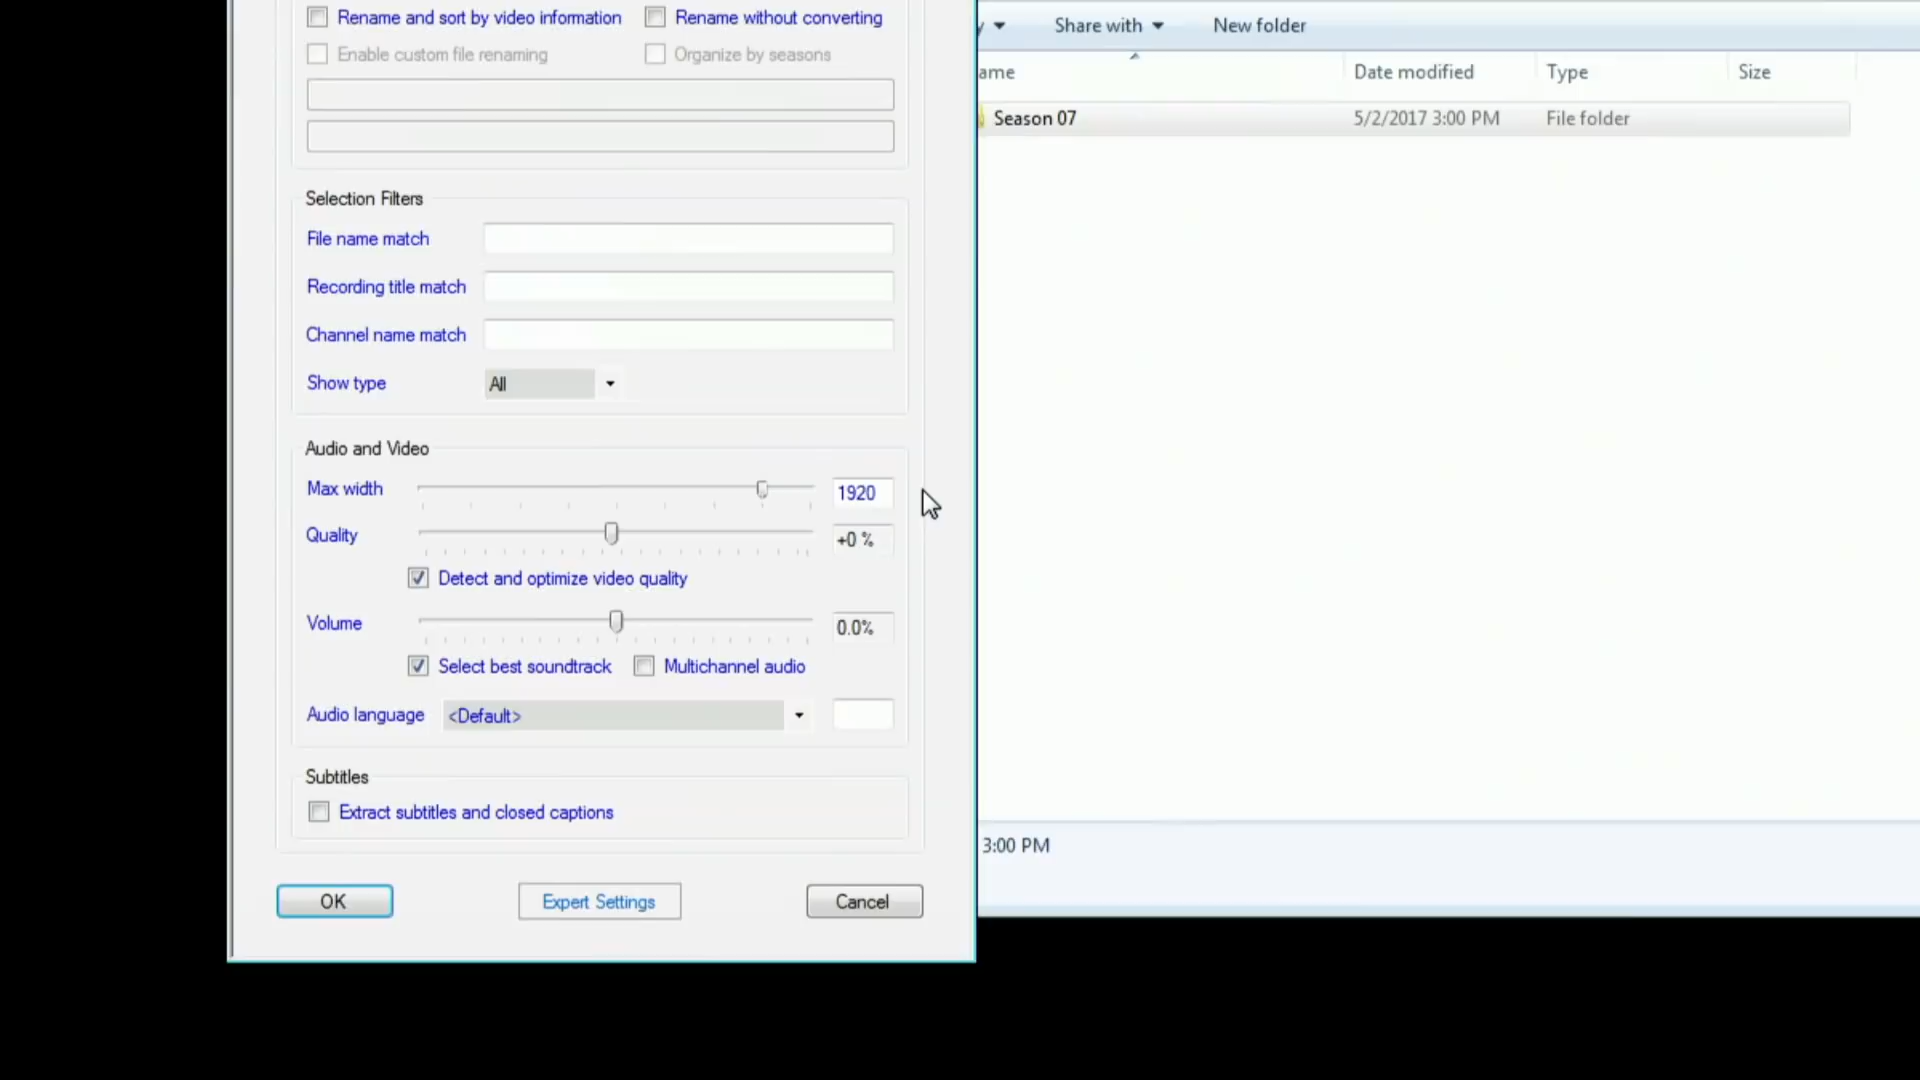 Rename and sort by video information Rename without converting
Enable custom file renaming Organize by seasons
Selection Filters
File name match
Recording title match
Channel name match
Show type All
Audio and Video
Max width 1920
Quality +0 %
Detect and optimize video quality
Volume 0.0%
Select best soundtrack Multichannel audio
Audio language <Default>
Subtitles
Extract subtitles and closed captions
OK Expert Settings Cancel
Share with New folder
ame Date modified Type Size
Season 07 5/2/2017 3:00 PM File folder
3:00 PM